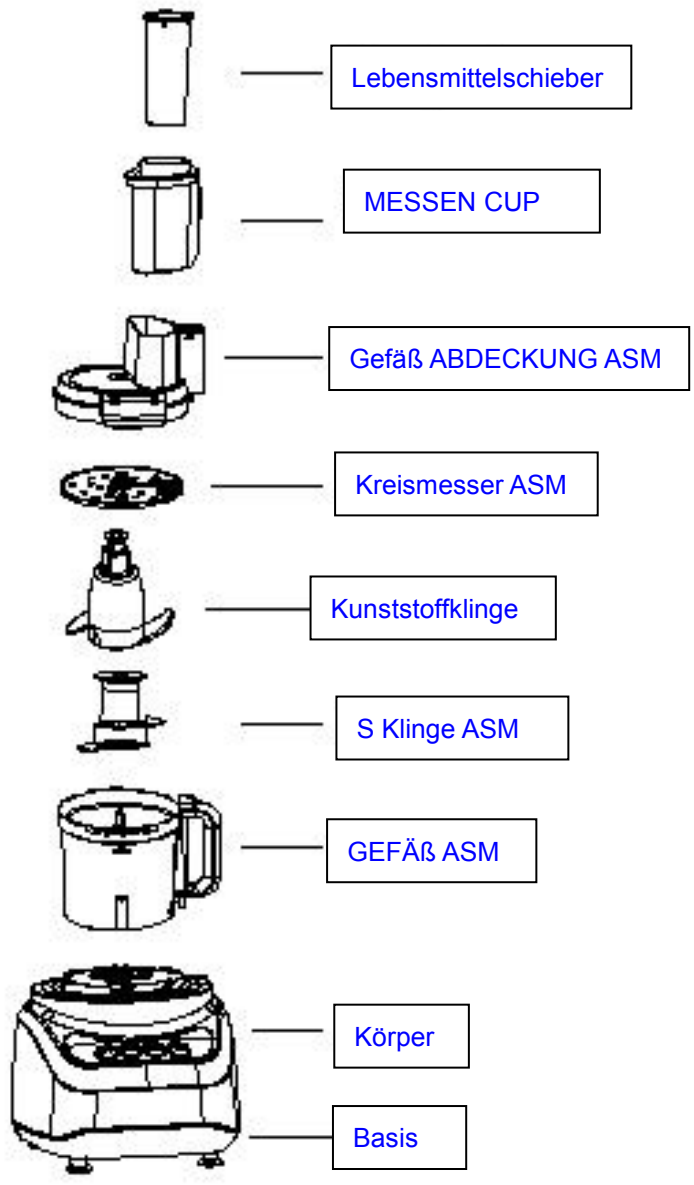 Lebensmittelschieber
MESSEN CUP
Gefäß ABDECKUNG ASM
Kreismesser ASM
Kunststoffklinge
S Klinge ASM
GEFÄß ASM
Körper
Basis